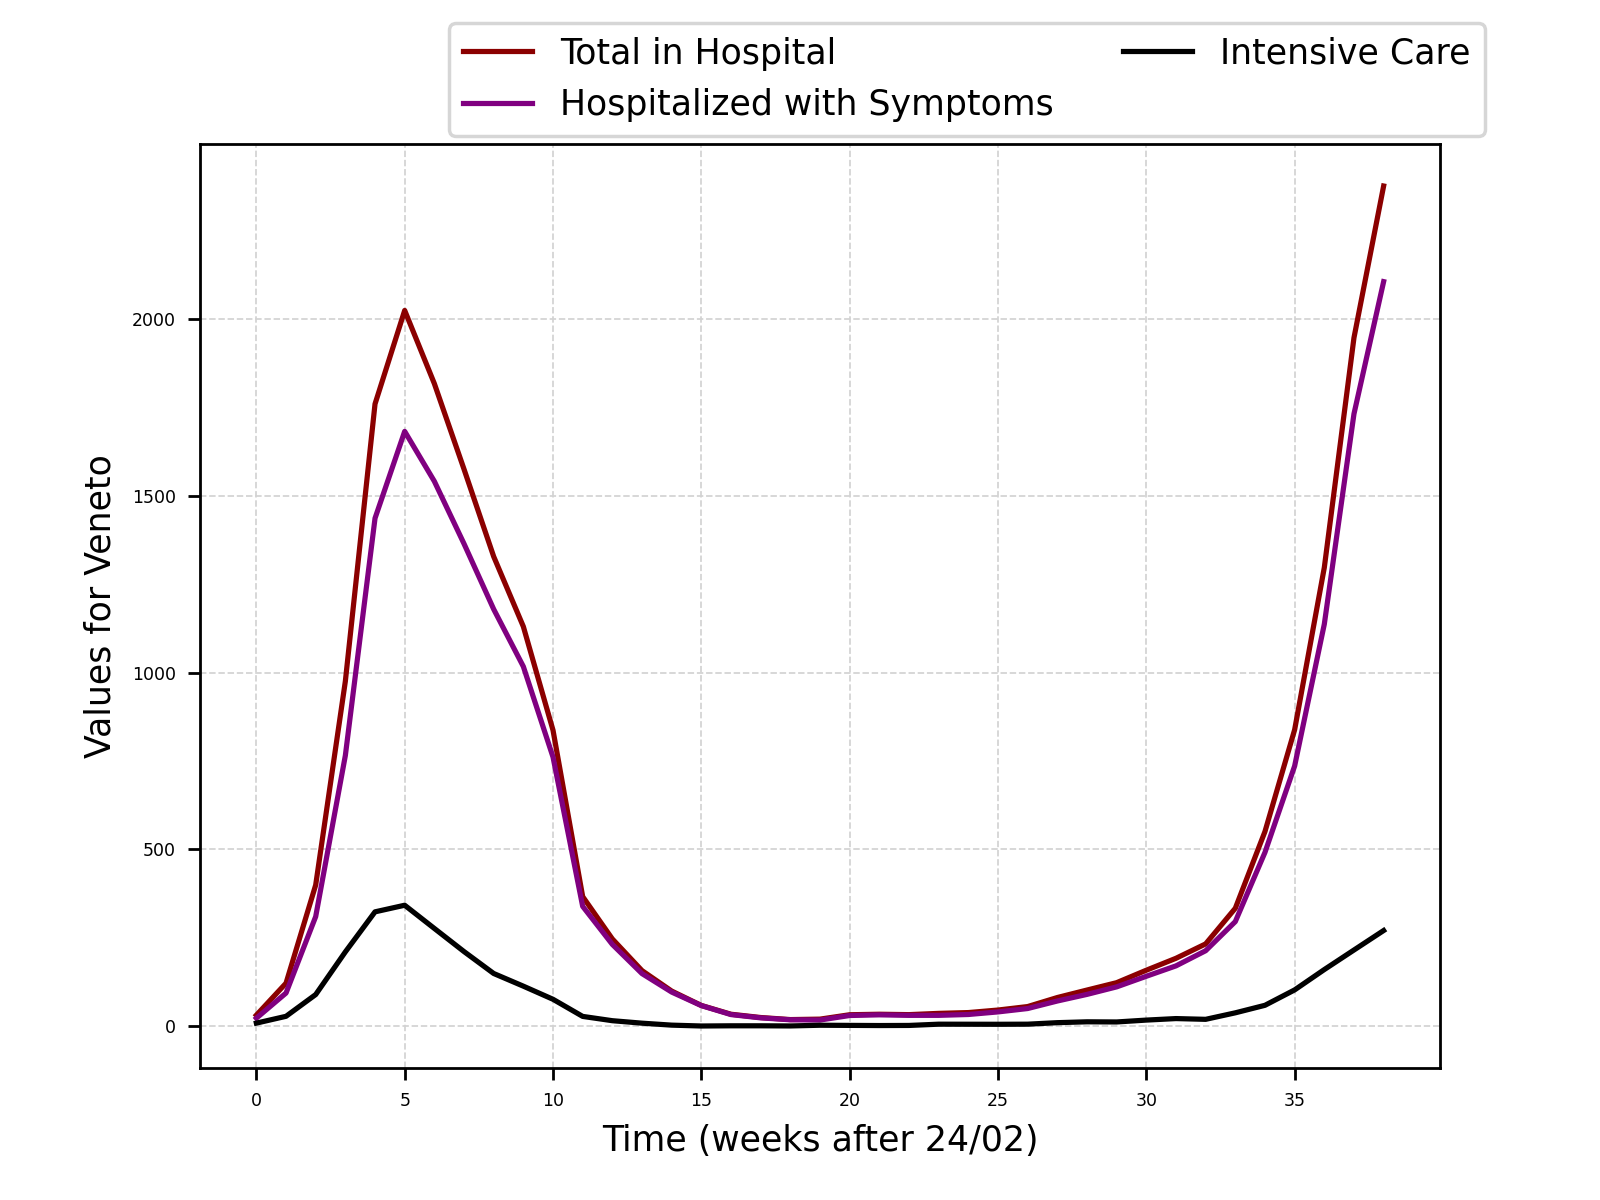 Total in Hospital
Hospitalized with Symptoms
Intensive Care
Values for Veneto
2000
1500
1000
500
0
0 5 10 15 20 25 30 35
Time (weeks after 24/02)